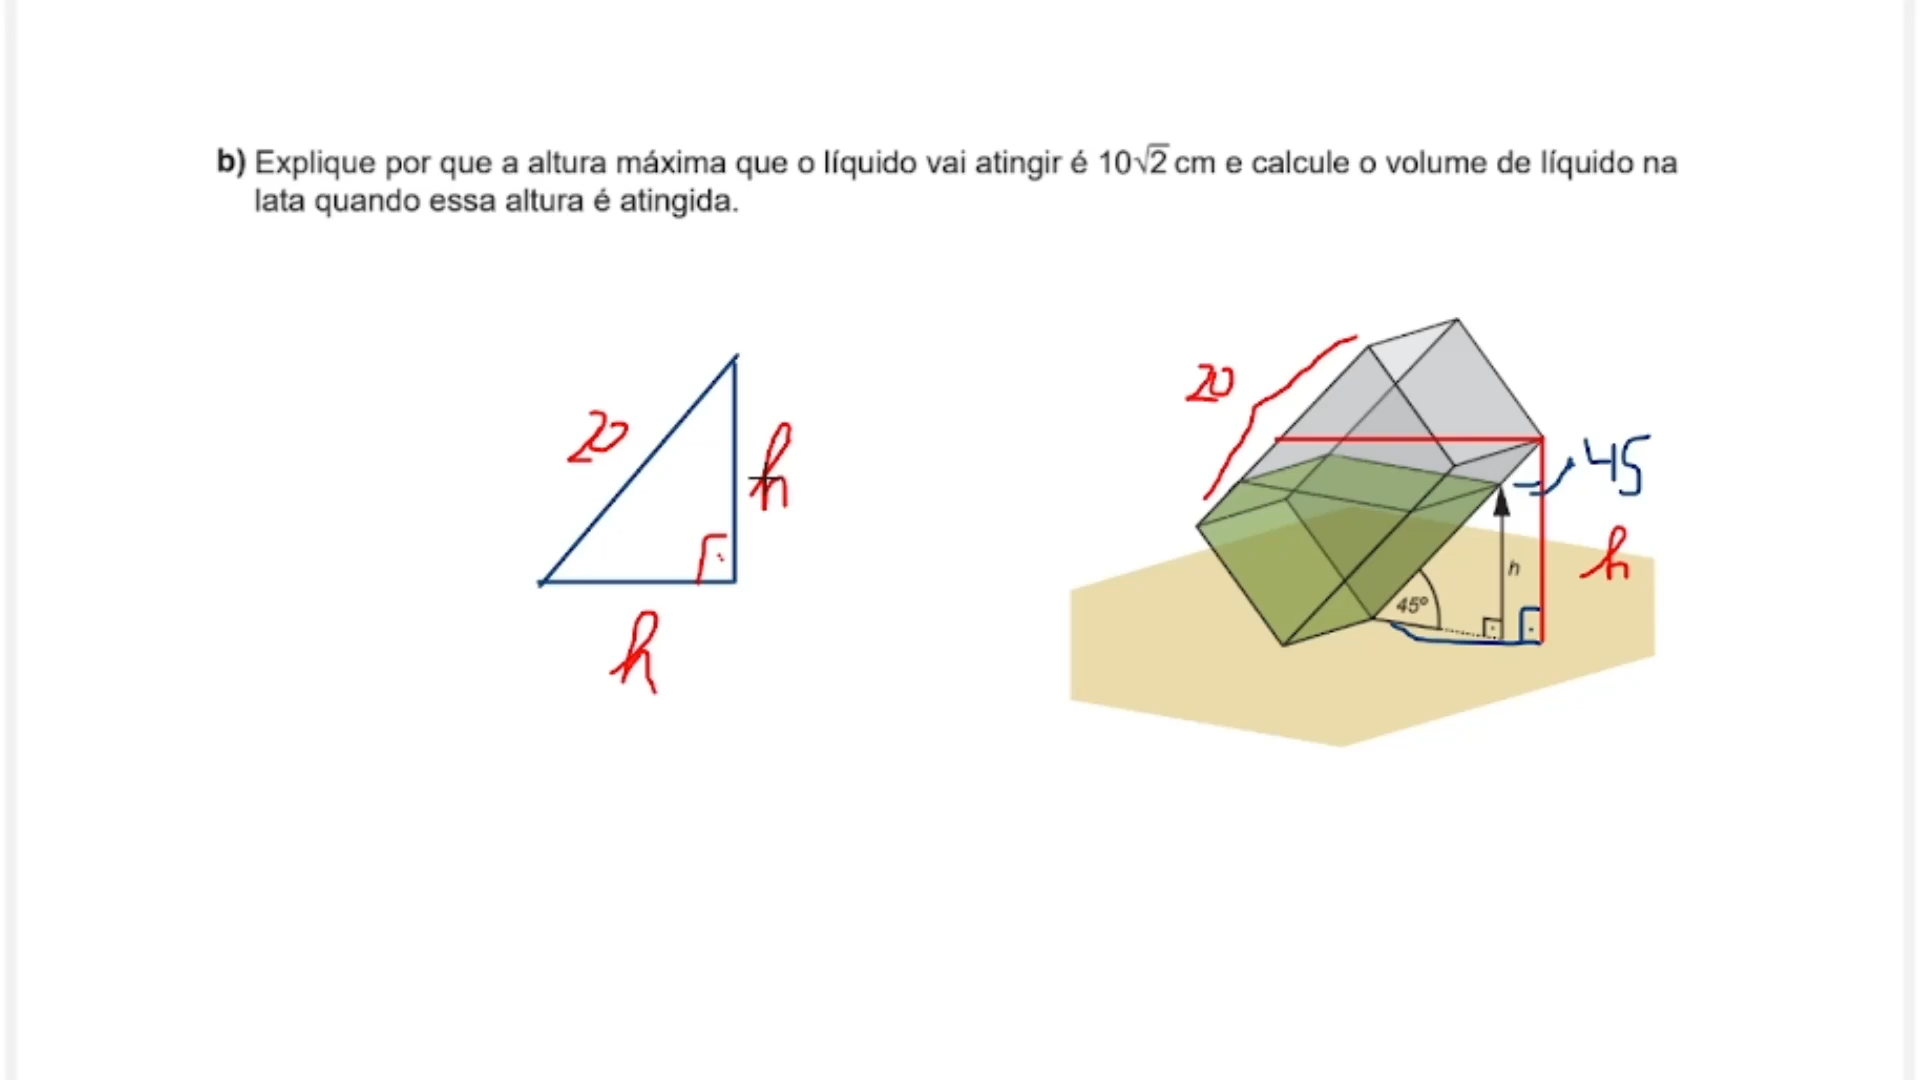 b) Explique por que a altura máxima que o líquido vai atingir é 10√2 cm e calcule o volume de líquido na
lata quando essa altura é atingida.
20
h
h
20
45
h
h
45º